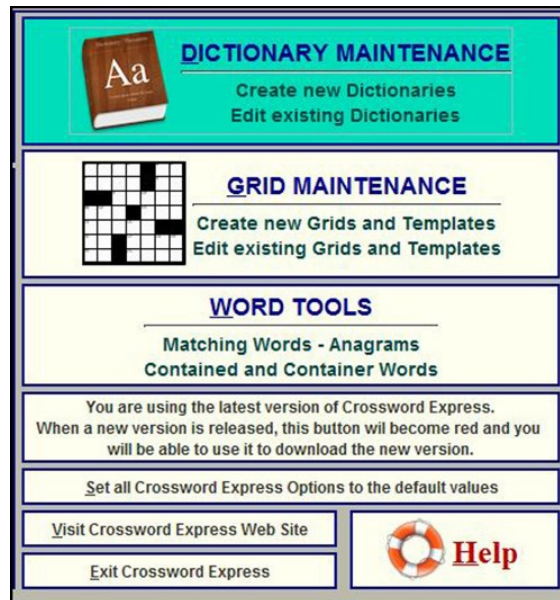 Aa
DICTIONARY MAINTENANCE
Create new Dictionaries
Edit existing Dictionaries
GRID MAINTENANCE
Create new Grids and Templates
Edit existing Grids and Templates
WORD TOOLS
Matching Words - Anagrams
Contained and Container Words
You are using the latest version of Crossword Express.
When a new version is released, this button wil become red and you
will be able to use it to download the new version.
Set all Crossword Express Options to the default values
Visit Crossword Express Web Site
Exit Crossword Express
Help